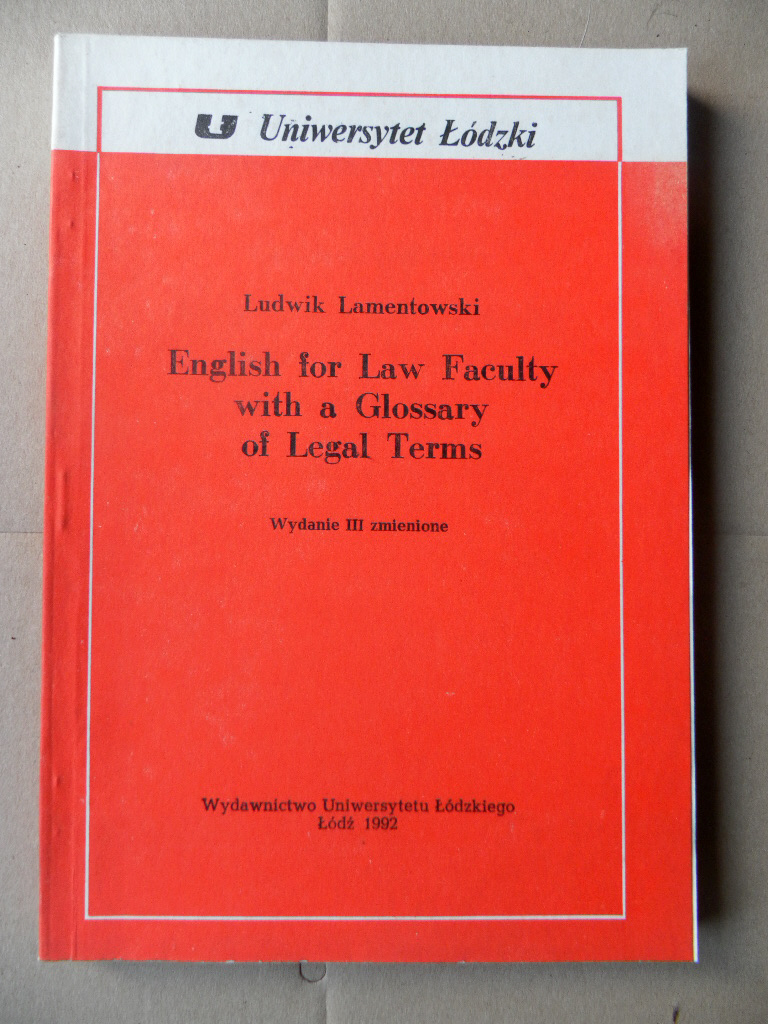 Uniwersytet Łódzki
Ludwik Lamentowski
English for Law Faculty
with a Glossary
of Legal Terms
Wydanie III zmienione
Wydawnictwo Uniwersytetu Łódzkiego
Łódź 1992